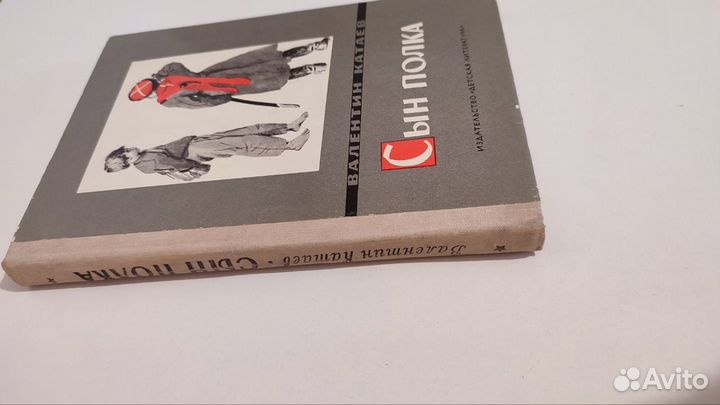 ВАЛЕНТИН КАТАЕВ
СЫН ПОЛКА
ИЗДАТЕЛЬСТВО «ДЕТСКАЯ ЛИТЕРАТУРА»
Валентин Катаев · СЫН ПОЛКА
Avito